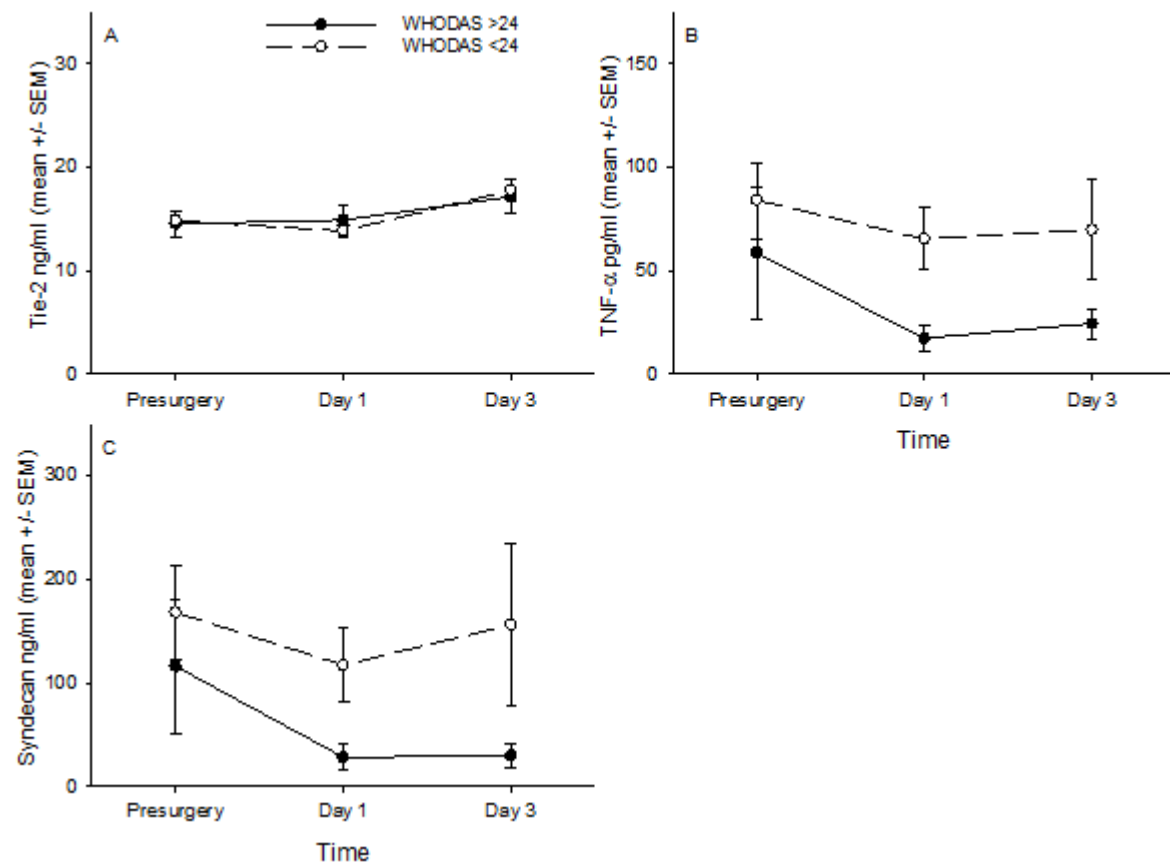 A
WHODAS >24
WHODAS <24
Tie-2 ng/ml (mean +/- SEM)
30
20
10
0
Presurgery Day 1 Day 3
B
TNF-α pg/ml (mean +/- SEM)
150
100
50
0
Presurgery Day 1 Day 3
Time
C
Syndecan ng/ml (mean +/- SEM)
300
200
100
0
Presurgery Day 1 Day 3
Time